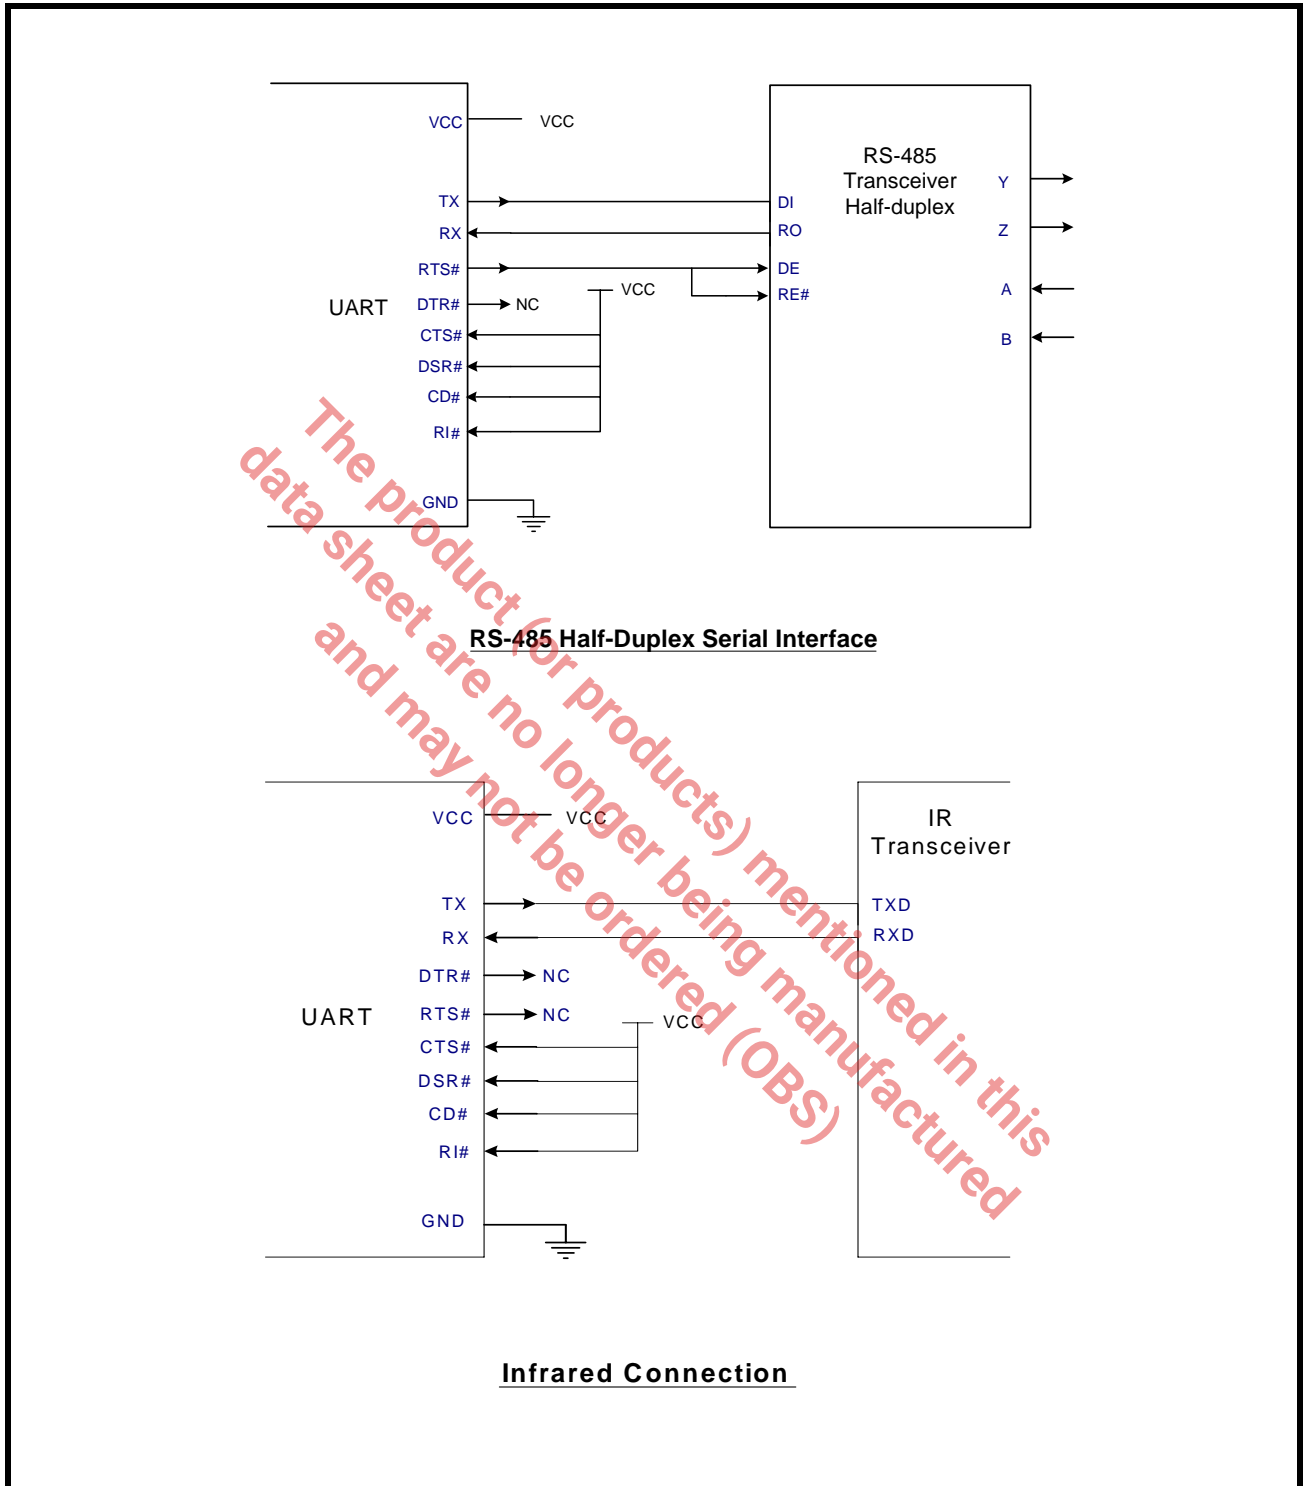 VCC
VCC
TX
RX
RTS#
DTR#
NC
CTS#
DSR#
CD#
RI#
GND
UART
VCC
RS-485
Transceiver
Half-duplex
DI
RO
DE
RE#
Y
Z
A
B
RS-485 Half-Duplex Serial Interface
VCC
VCC
TX
RX
DTR#
NC
RTS#
NC
CTS#
DSR#
CD#
RI#
GND
UART
VCC
IR
Transceiver
TXD
RXD
Infrared Connection
The product (or products) mentioned in this
data sheet are no longer being manufactured
and may not be ordered (OBS)